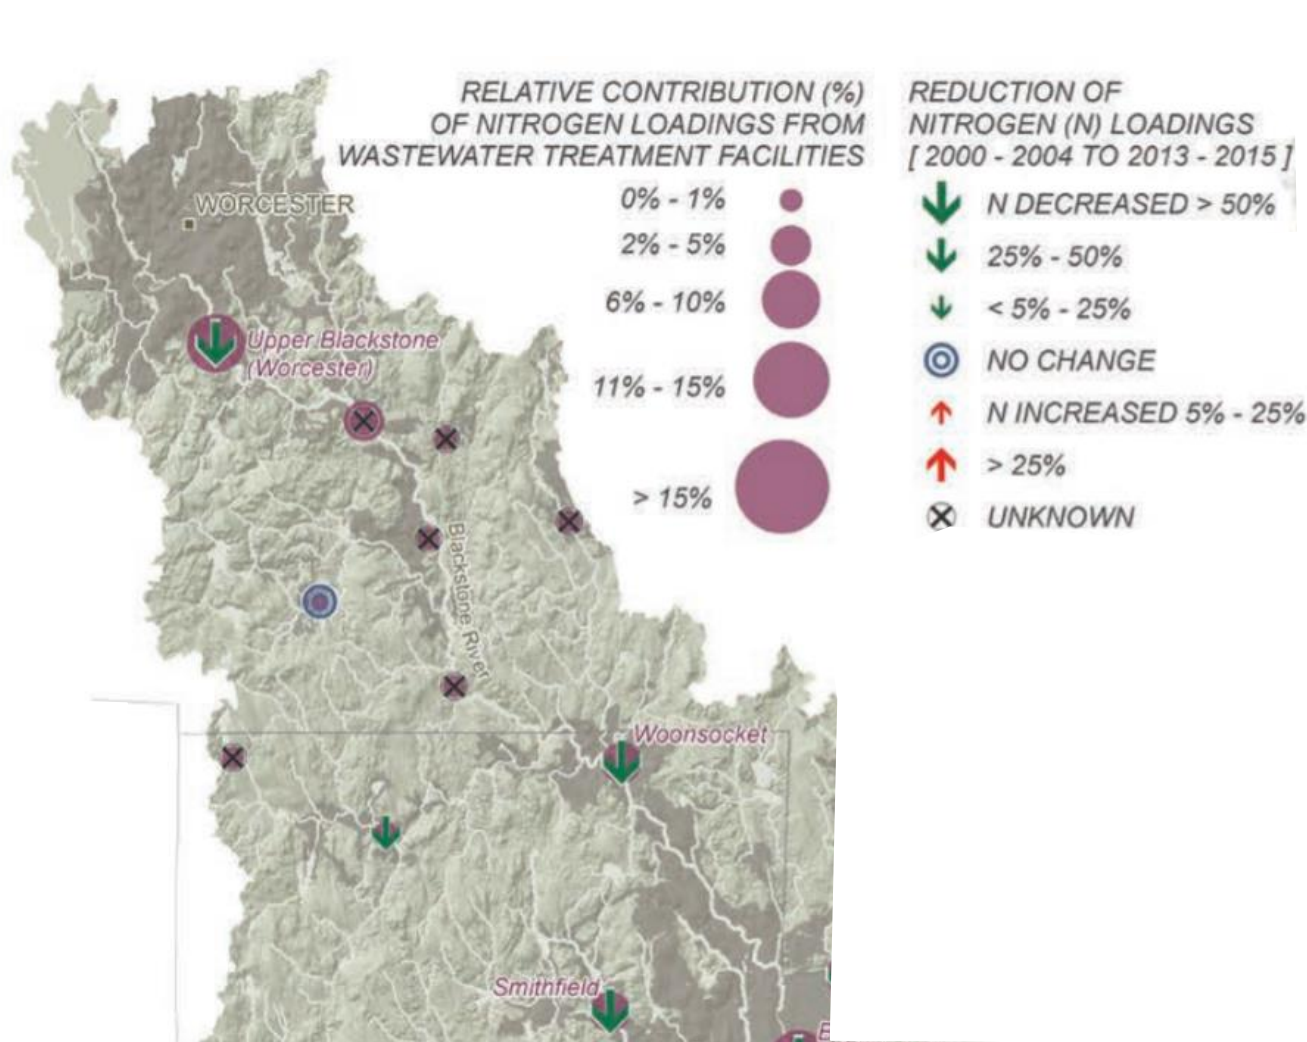 RELATIVE CONTRIBUTION (%)
OF NITROGEN LOADINGS FROM
WASTEWATER TREATMENT FACILITIES
0% - 1%
2% - 5%
6% - 10%
11% - 15%
> 15%
REDUCTION OF
NITROGEN (N) LOADINGS
[ 2000 - 2004 TO 2013 - 2015 ]
N DECREASED > 50%
25% - 50%
< 5% - 25%
NO CHANGE
N INCREASED 5% - 25%
> 25%
UNKNOWN
WORCESTER
Upper Blackstone
(Worcester)
Blackstone River
Woonsocket
Smithfield